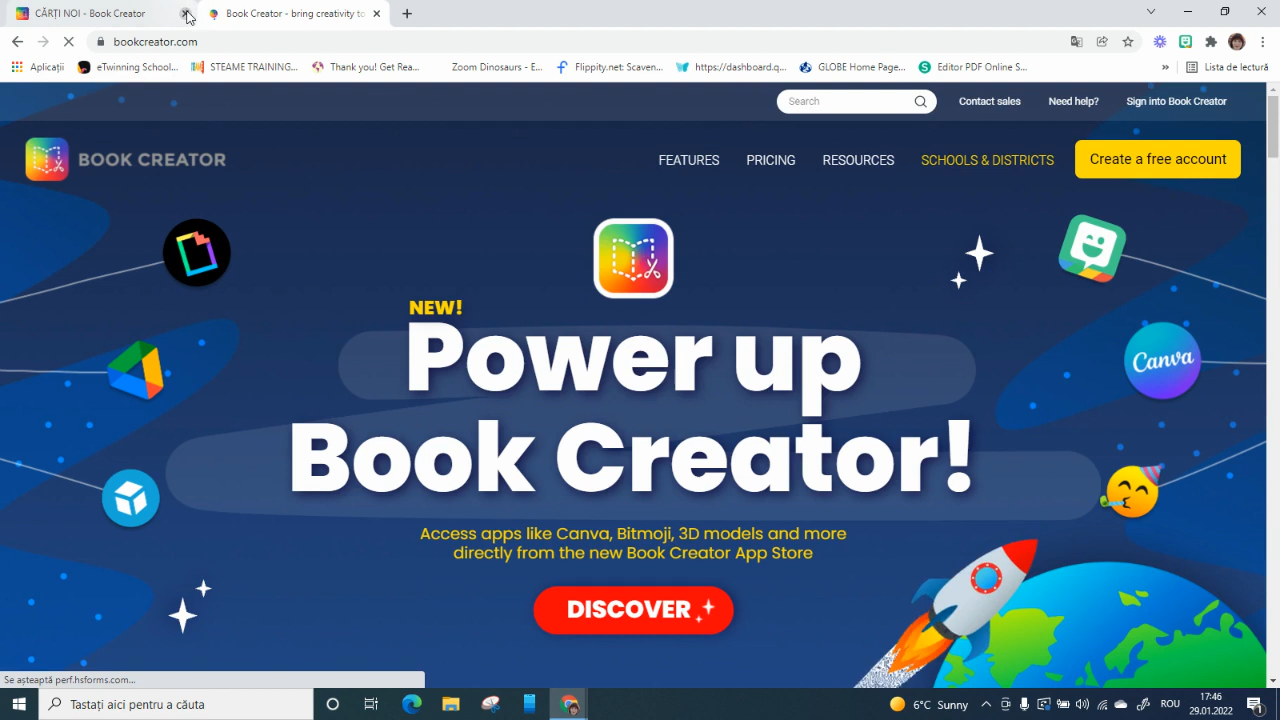 CĂRȚI NOI - Book Creator
Book Creator - bring creativity to
bookcreator.com
Aplicații
eTwinning School...
STEAME TRAINING...
Thank you! Get Rea...
Zoom Dinosaurs - E...
Flippity.net: Scaven...
https://dashboard.q...
GLOBE Home Page...
Editor PDF Online S...
»
Lista de lectură
Search
Contact sales
Need help?
Sign into Book Creator
BOOK CREATOR
FEATURES
PRICING
RESOURCES
SCHOOLS & DISTRICTS
Create a free account
NEW!
Power up
Book Creator!
Canva
Access apps like Canva, Bitmoji, 3D models and more
directly from the new Book Creator App Store
DISCOVER
Se așteaptă perf.hsforms.com...
Tastați aici pentru a căuta
6°C Sunny
ROU
17:46
29.01.2022
1